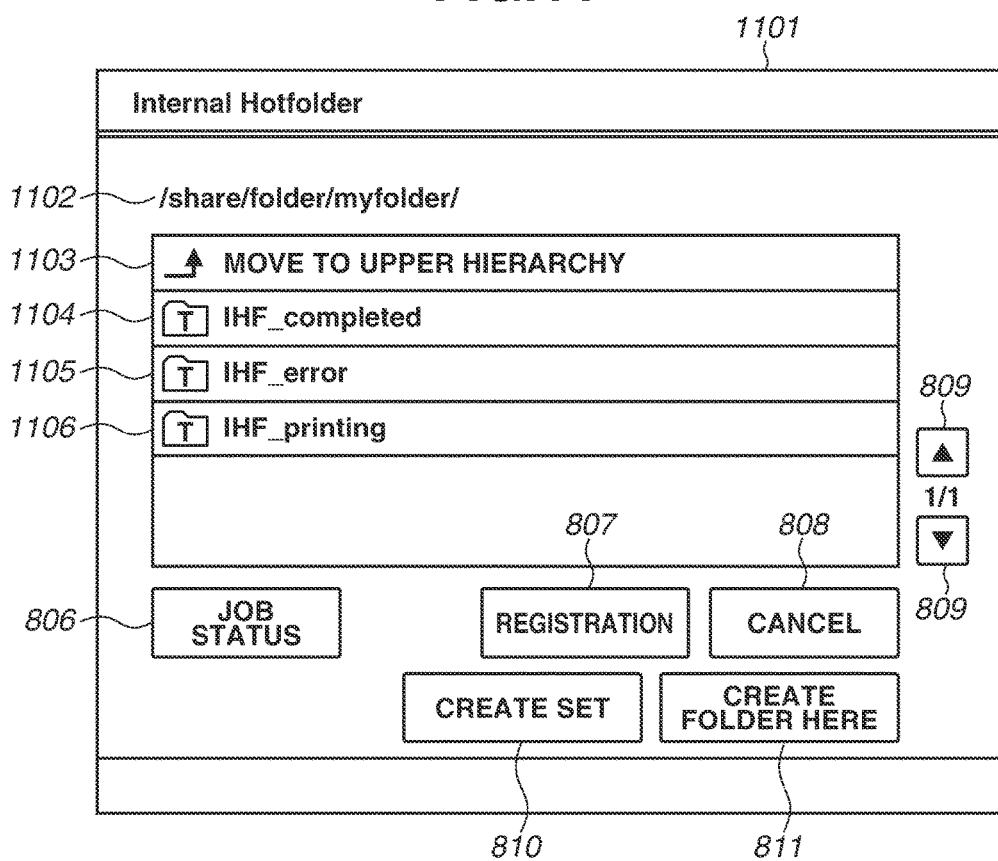 1101
Internal Hotfolder
1102
/share/folder/myfolder/
1103
MOVE TO UPPER HIERARCHY
1104
T IHF_completed
1105
T IHF_error
809
1106
T IHF_printing
1/1
807
808
809
806
JOB
STATUS
REGISTRATION
CANCEL
CREATE SET
CREATE
FOLDER HERE
810
811